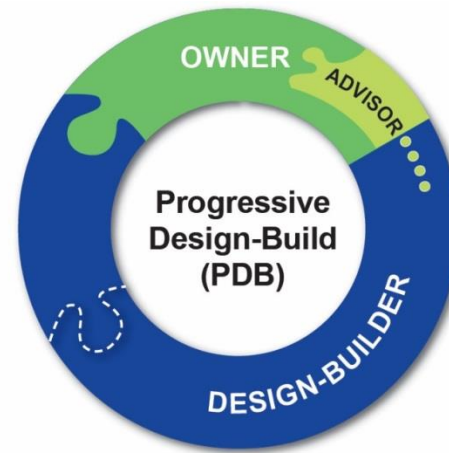 OWNER
ADVISOR
Progressive
Design-Build
(PDB)
DESIGN-BUILDER